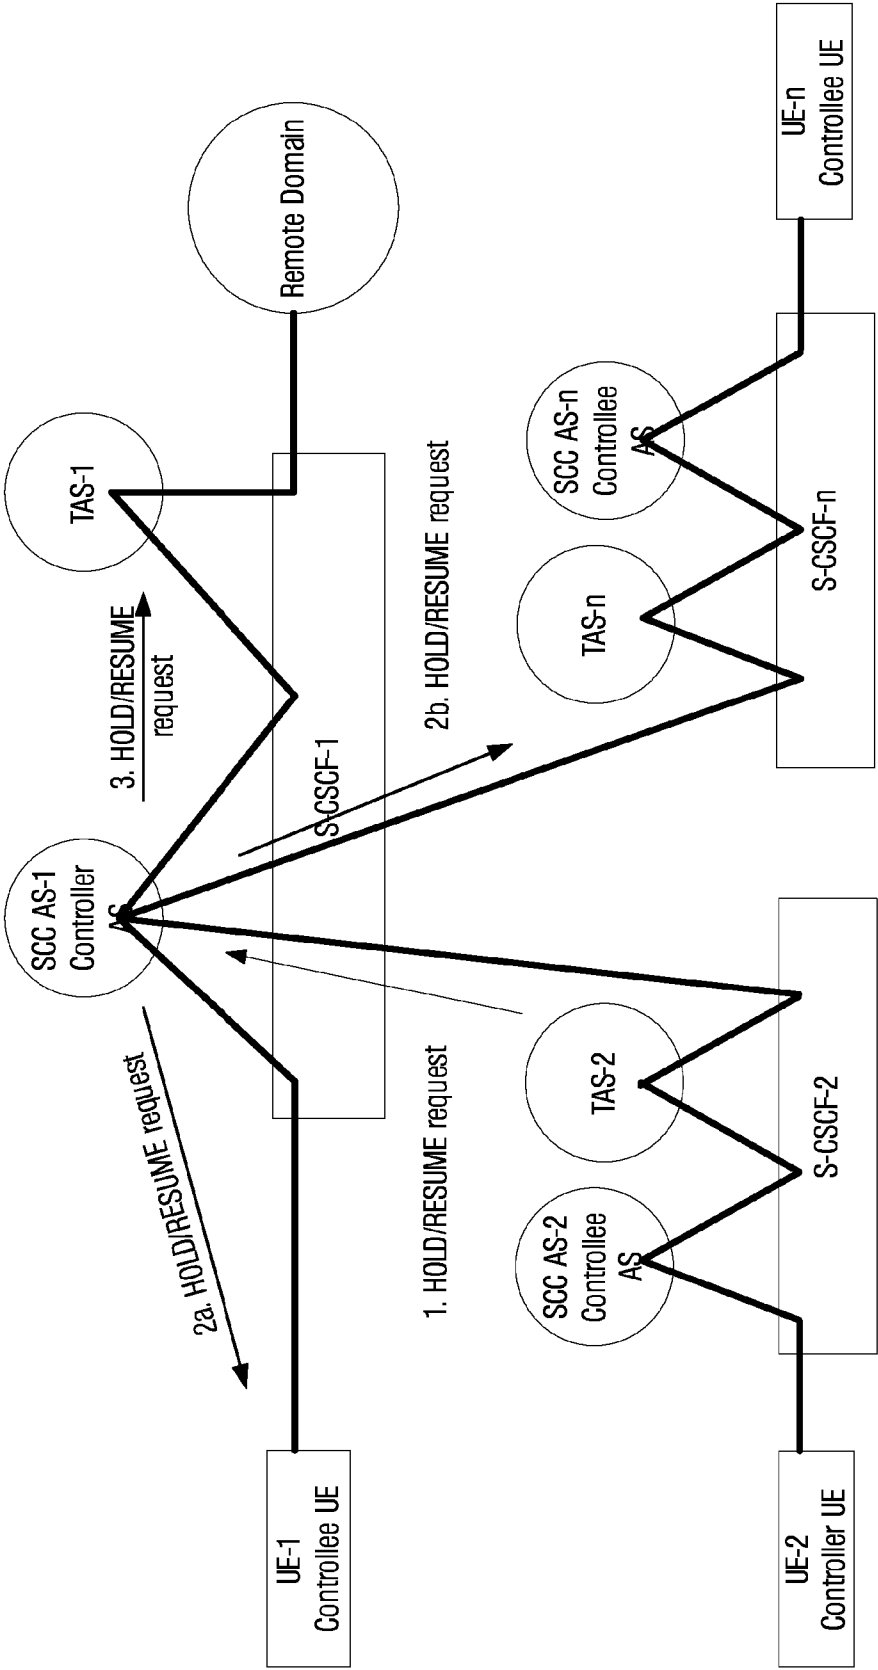 UE-1
Controllee UE
2a. HOLD/RESUME request
SCC AS-1
Controller
AS
3. HOLD/RESUME
request
TAS-1
S-CSCF-1
Remote Domain
1. HOLD/RESUME request
2b. HOLD/RESUME request
SCC AS-2
Controllee
AS
TAS-2
TAS-n
SCC AS-n
Controllee
AS
UE-2
Controller UE
S-CSCF-2
S-CSCF-n
UE-n
Controllee UE